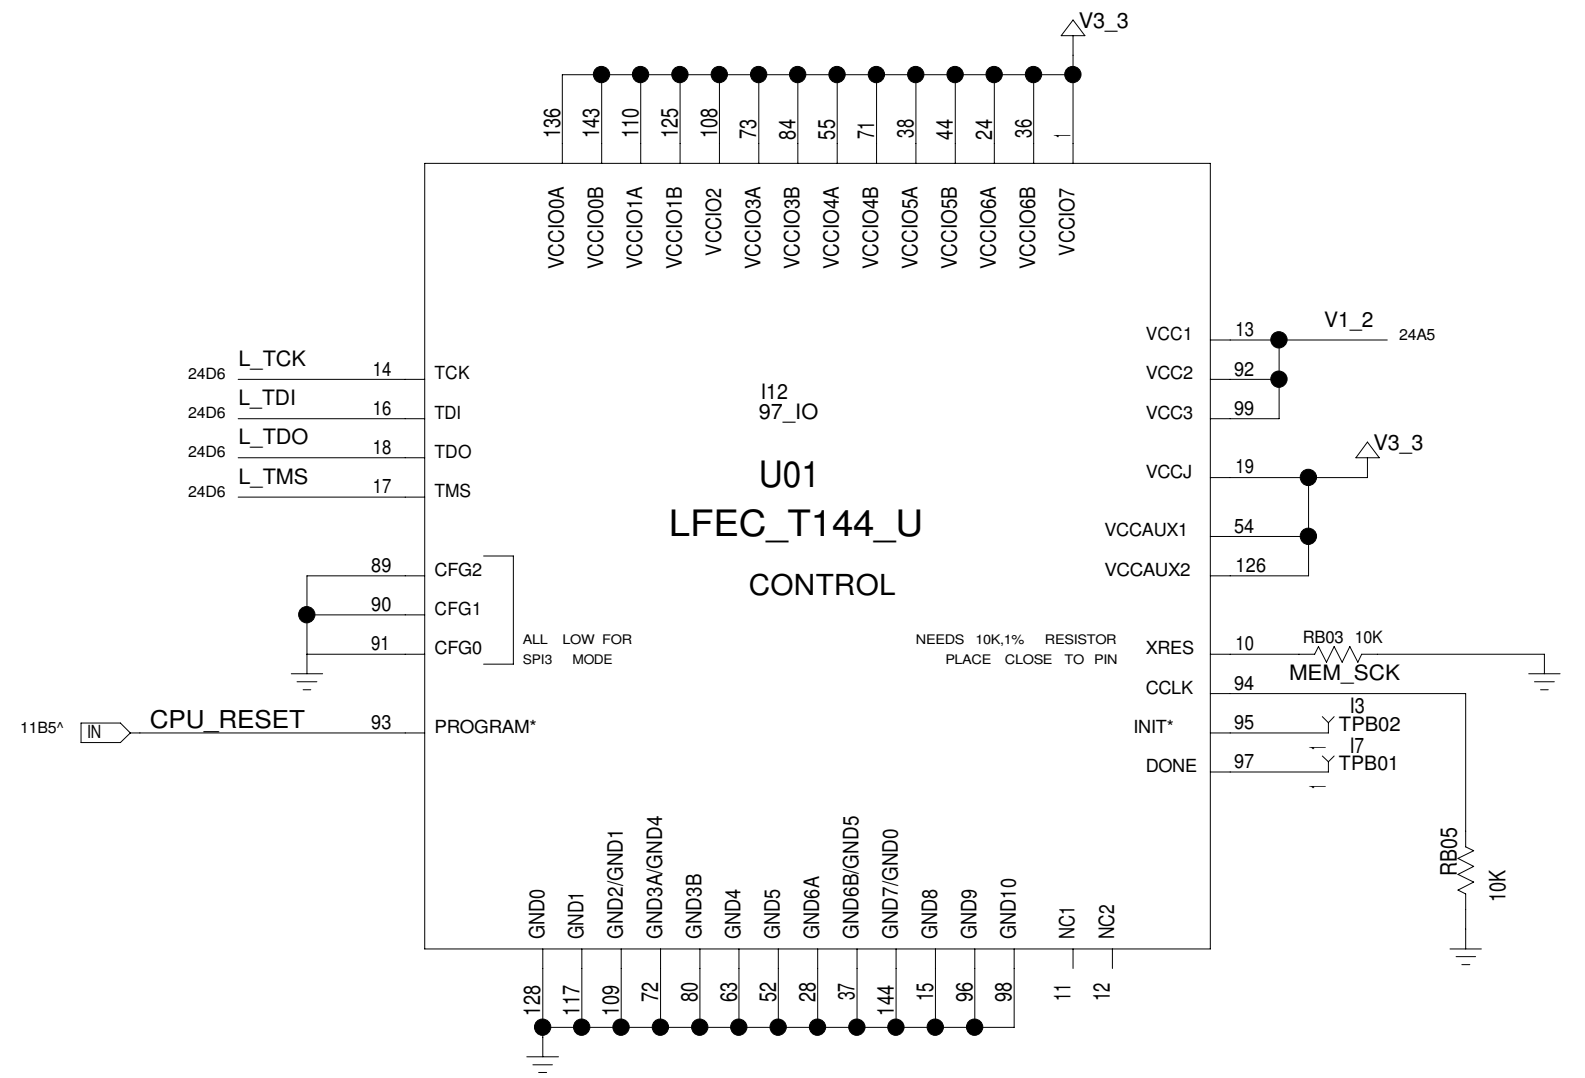 V3_3
136 143 110 125 108 73 84 55 71 38 44 24 36 1
VCCIO0A VCCIO0B VCCIO1A VCCIO1B VCCIO2 VCCIO3A VCCIO3B VCCIO4A VCCIO4B VCCIO5A VCCIO5B VCCIO6A VCCIO6B VCCIO7
24D6 L_TCK 14 TCK
24D6 L_TDI 16 TDI
24D6 L_TDO 18 TDO
24D6 L_TMS 17 TMS
89 CFG2
90 CFG1
91 CFG0
ALL LOW FOR
SPI3 MODE
11B5^ IN CPU_RESET 93 PROGRAM*
I12
97_IO
U01
LFEC_T144_U
CONTROL
VCC1 13 V1_2 24A5
VCC2 92
VCC3 99
V3_3
VCCJ 19
VCCAUX1 54
VCCAUX2 126
NEEDS 10K,1% RESISTOR
PLACE CLOSE TO PIN
XRES 10 RB03 10K
MEM_SCK
CCLK 94
I3
INIT* 95 TPB02
1
I7
DONE 97 TPB01
1
RB05
10K
GND0 GND1 GND2/GND1 GND3A/GND4 GND3B GND4 GND5 GND6A GND6B/GND5 GND7/GND0 GND8 GND9 GND10 NC1 NC2
128 117 109 72 80 63 52 28 37 144 15 96 98 11 12